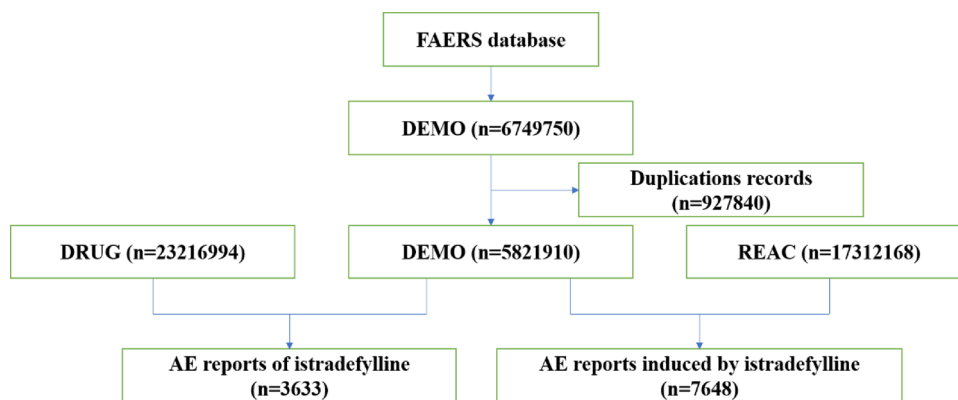 FAERS database
DEMO (n=6749750)
Duplications records
(n=927840)
DRUG (n=23216994)
DEMO (n=5821910)
REAC (n=17312168)
AE reports of istradefylline
(n=3633)
AE reports induced by istradefylline
(n=7648)